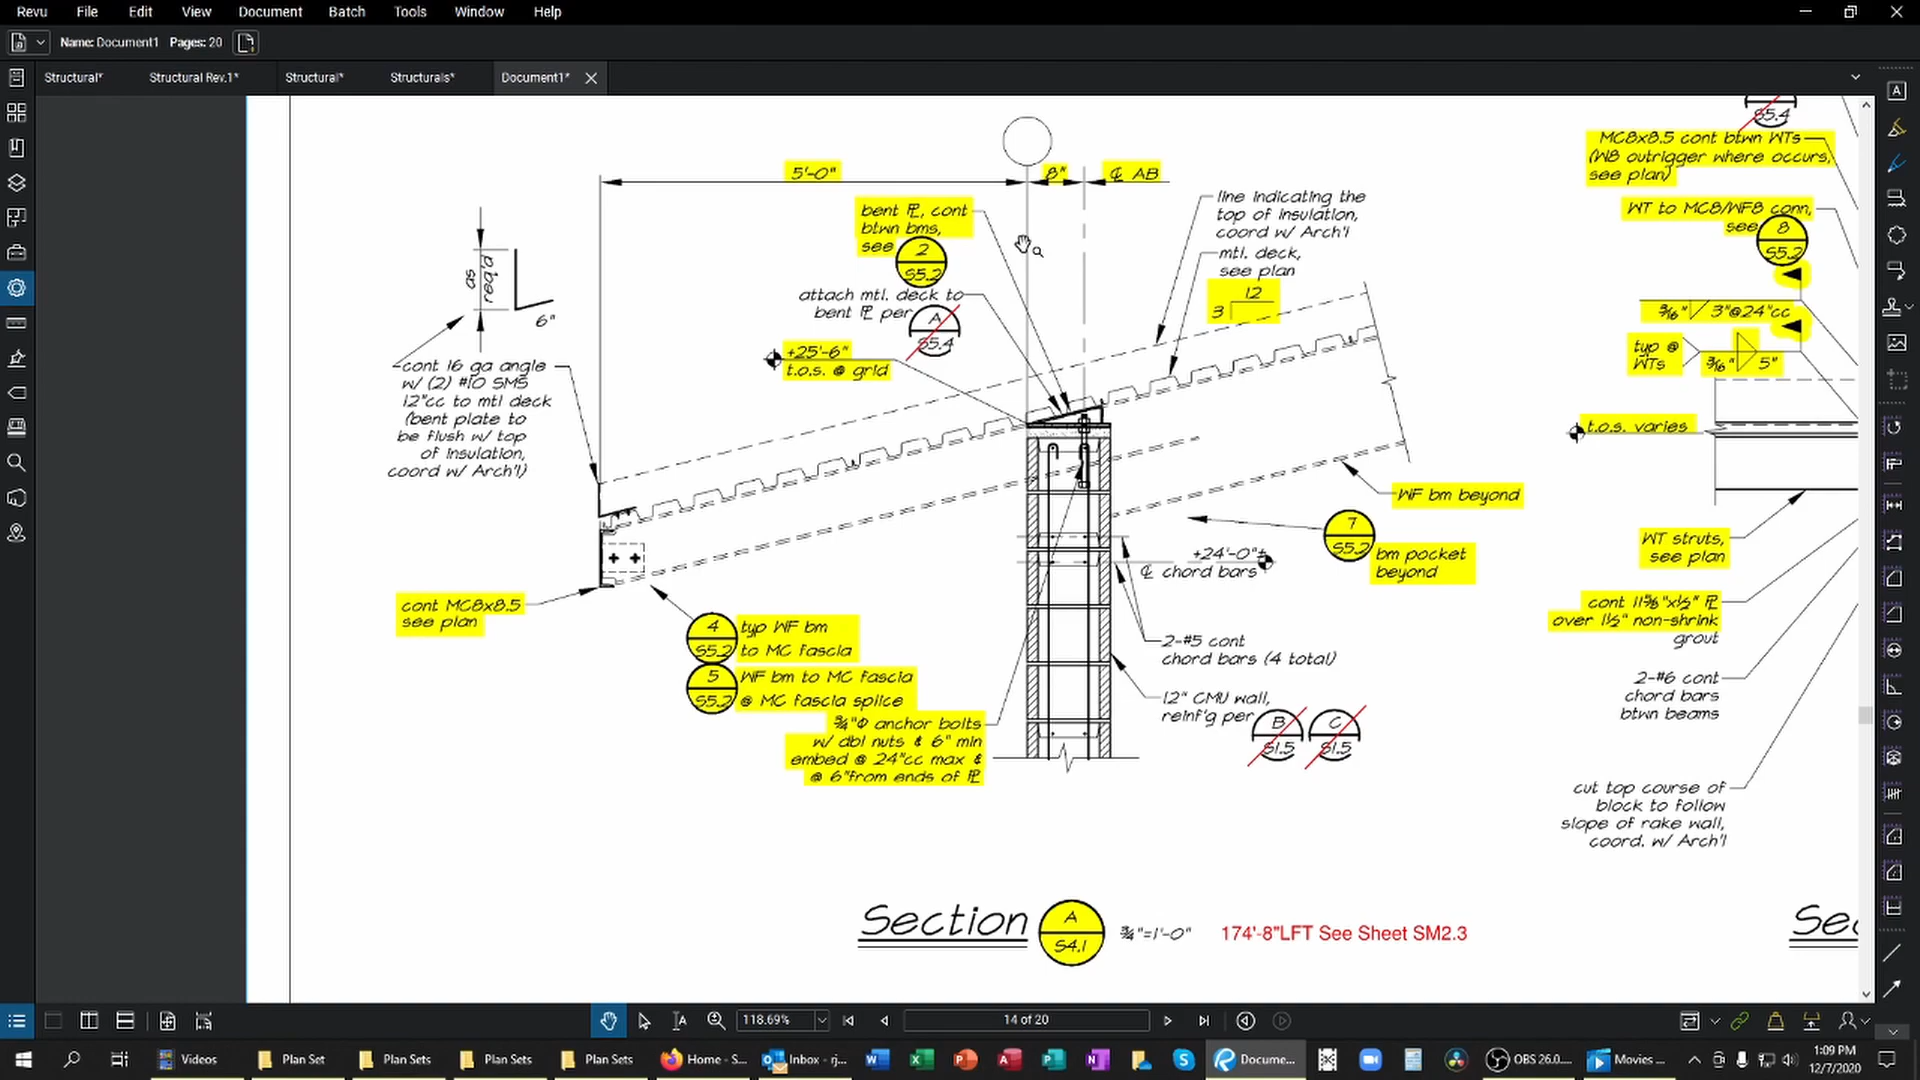 Revu File Edit View Document Batch Tools Window Help
Name: Document1 Pages: 20
Structural* Structural Rev.1* Structural* Structurals* Document1*
5'-0" 8" ℄ AB
bent ℙL, cont
btwn bms,
see 2
S5.2
attach mtl. deck to
bent ℙL per A
S5.4
+25'-6"
t.o.s. @ grid
line indicating the
top of insulation,
coord w/ Arch'l
mtl. deck,
see plan
12
3
as
req'd
6"
cont 16 ga angle
w/ (2) #10 SMS
12"cc to mtl deck
(bent plate to
be flush w/ top
of insulation,
coord w/ Arch'l)
cont MC8x8.5
see plan
4
S5.2
typ WF bm
to MC fascia
5
S5.2
WF bm to MC fascia
@ MC fascia splice
¾"Φ anchor bolts
w/ dbl nuts & 6" min
embed @ 24"cc max &
@ 6"from ends of ℙL
WF bm beyond
7
S5.2
bm pocket
beyond
+24'-0"±
℄ chord bars
2-#5 cont
chord bars (4 total)
12" CMU wall,
reinf'g per
B
S1.5
C
S1.5
S5.4
MC8x8.5 cont btwn WTs
(W8 outrigger where occurs,
see plan)
WT to MC8/WF8 conn,
see 8
S5.2
3/16" 3"@24"cc
typ @
WTs
3/16" 5"
t.o.s. varies
WT struts,
see plan
cont 11⅝"x½" ℙL
over 1½" non-shrink
grout
2-#6 cont
chord bars
btwn beams
cut top course of
block to follow
slope of rake wall,
coord. w/ Arch'l
Section A
S4.1
¾"=1'-0" 174'-8"LFT See Sheet SM2.3
Sec
118.69% 14 of 20
Videos Plan Set Plan Sets Plan Sets Plan Sets Home - S... Inbox - rj... Docume... OBS 26.0.... Movies ...
1:09 PM
12/7/2020